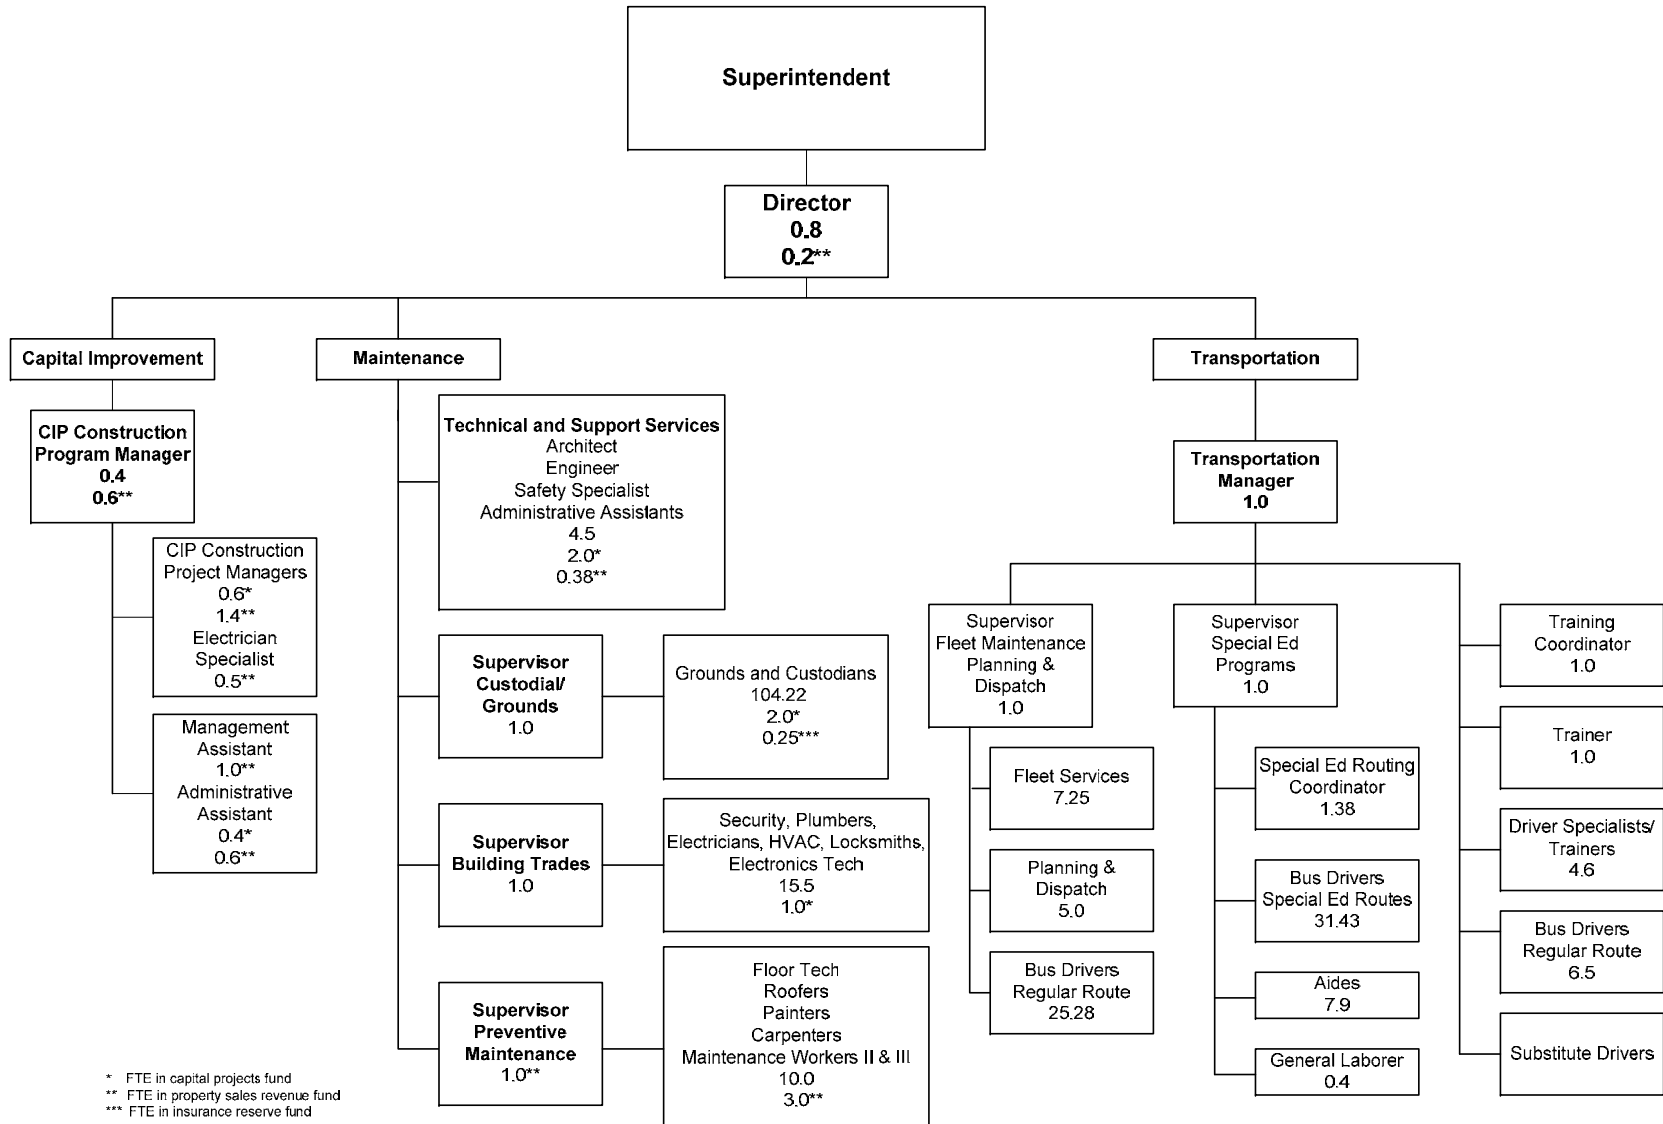 Superintendent
Director
0.8
0.2**
Capital Improvement
Maintenance
Transportation
CIP Construction
Program Manager
0.4
0.6**
CIP Construction
Project Managers
0.6*
1.4**
Electrician
Specialist
0.5**
Management
Assistant
1.0**
Administrative
Assistant
0.4*
0.6**
Technical and Support Services
Architect
Engineer
Safety Specialist
Administrative Assistants
4.5
2.0*
0.38**
Supervisor
Custodial/
Grounds
1.0
Grounds and Custodians
104.22
2.0*
0.25***
Supervisor
Building Trades
1.0
Security, Plumbers,
Electricians, HVAC, Locksmiths,
Electronics Tech
15.5
1.0*
Supervisor
Preventive
Maintenance
1.0**
Floor Tech
Roofers
Painters
Carpenters
Maintenance Workers II & III
10.0
3.0**
Transportation
Manager
1.0
Supervisor
Fleet Maintenance
Planning &
Dispatch
1.0
Fleet Services
7.25
Planning &
Dispatch
5.0
Bus Drivers
Regular Route
25.28
Supervisor
Special Ed
Programs
1.0
Special Ed Routing
Coordinator
1.38
Bus Drivers
Special Ed Routes
31.43
Aides
7.9
General Laborer
0.4
Training
Coordinator
1.0
Trainer
1.0
Driver Specialists/
Trainers
4.6
Bus Drivers
Regular Route
6.5
Substitute Drivers
* FTE in capital projects fund
** FTE in property sales revenue fund
*** FTE in insurance reserve fund